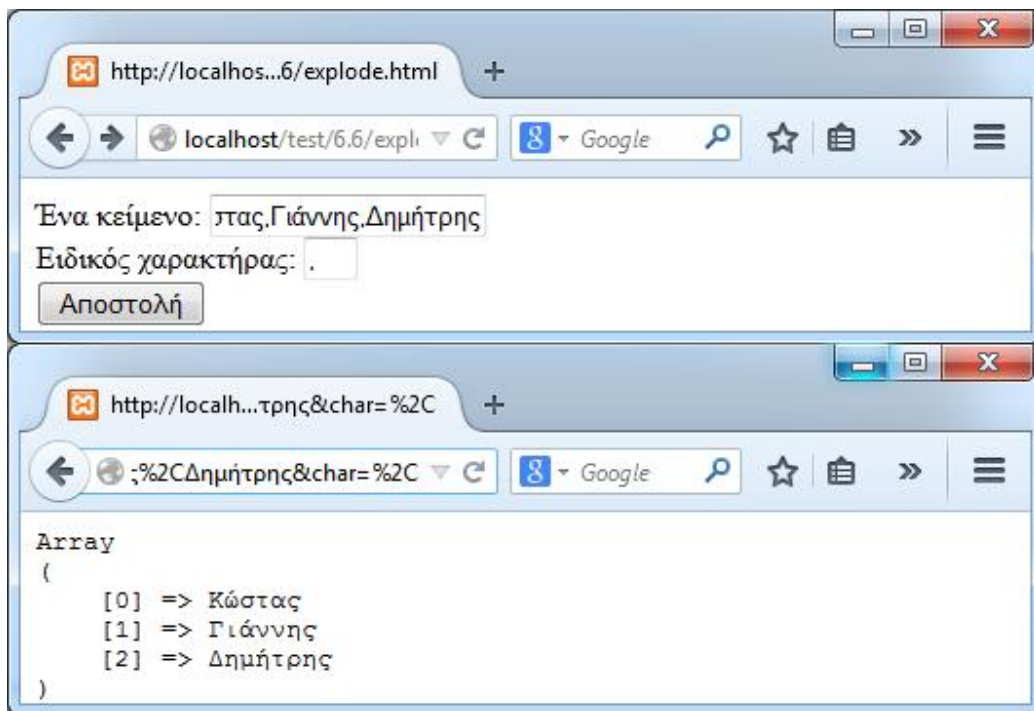 http://localhos...6/explode.html
localhost/test/6.6/expl
Google
Ένα κείμενο: τας,Γιάννης,Δημήτρης
Ειδικός χαρακτήρας: ,
Αποστολή
http://localh...τρης&char=%2C
ς%2CΔημήτρης&char=%2C
Google
Array
(
[0] => Κώστας
[1] => Γιάννης
[2] => Δημήτρης
)